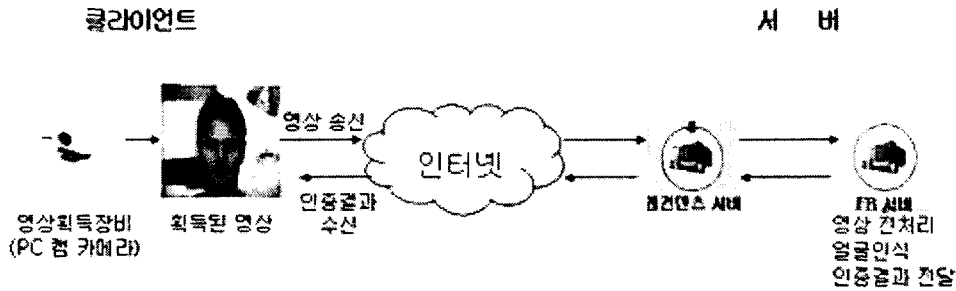 클라이언트
서 버
영상 송신
인터넷
인증결과
수신
영상획득장비
(PC 캠 카메라)
획득된 영상
서버
FR 서버
영상 전처리
얼굴인식
인증결과 전달